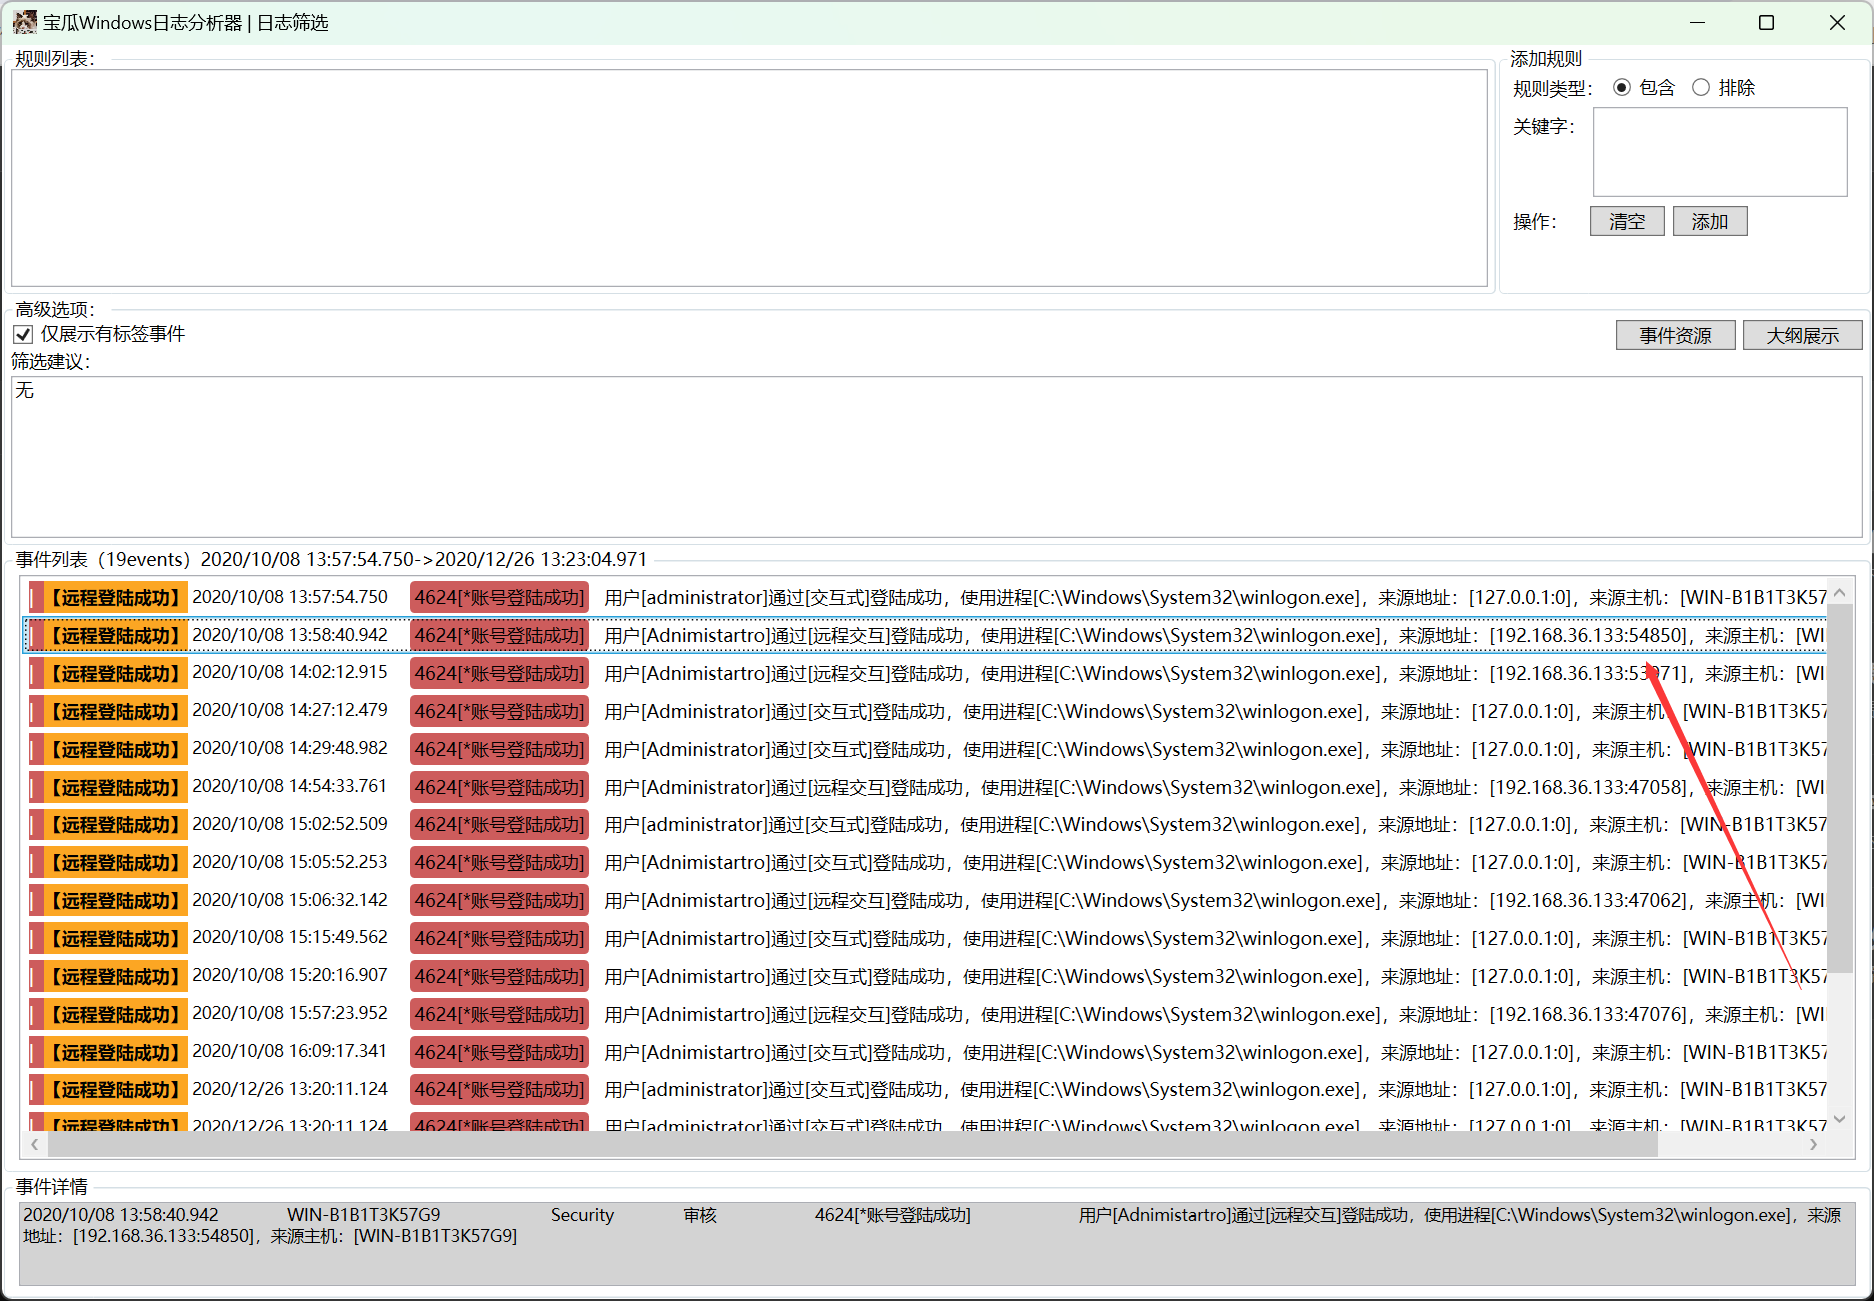 宝瓜Windows日志分析器 | 日志筛选
规则列表：
添加规则
规则类型： 包含 排除
关键字：
操作： 清空 添加
高级选项：
仅展示有标签事件
事件资源 大纲展示
筛选建议：
无
事件列表（19events）2020/10/08 13:57:54.750->2020/12/26 13:23:04.971
【远程登陆成功】 2020/10/08 13:57:54.750 4624[*账号登陆成功] 用户[administrator]通过[交互式]登陆成功，使用进程[C:\Windows\System32\winlogon.exe]，来源地址：[127.0.0.1:0]，来源主机：[WIN-B1B1T3K57
【远程登陆成功】 2020/10/08 13:58:40.942 4624[*账号登陆成功] 用户[Adnimistartro]通过[远程交互]登陆成功，使用进程[C:\Windows\System32\winlogon.exe]，来源地址：[192.168.36.133:54850]，来源主机：[WI
【远程登陆成功】 2020/10/08 14:02:12.915 4624[*账号登陆成功] 用户[Adnimistartro]通过[远程交互]登陆成功，使用进程[C:\Windows\System32\winlogon.exe]，来源地址：[192.168.36.133:53971]，来源主机：[WI
【远程登陆成功】 2020/10/08 14:27:12.479 4624[*账号登陆成功] 用户[Administrator]通过[交互式]登陆成功，使用进程[C:\Windows\System32\winlogon.exe]，来源地址：[127.0.0.1:0]，来源主机：[WIN-B1B1T3K57
【远程登陆成功】 2020/10/08 14:29:48.982 4624[*账号登陆成功] 用户[Administrator]通过[交互式]登陆成功，使用进程[C:\Windows\System32\winlogon.exe]，来源地址：[127.0.0.1:0]，来源主机：[WIN-B1B1T3K57
【远程登陆成功】 2020/10/08 14:54:33.761 4624[*账号登陆成功] 用户[Administrator]通过[远程交互]登陆成功，使用进程[C:\Windows\System32\winlogon.exe]，来源地址：[192.168.36.133:47058]，来源主机：[WI
【远程登陆成功】 2020/10/08 15:02:52.509 4624[*账号登陆成功] 用户[administrator]通过[交互式]登陆成功，使用进程[C:\Windows\System32\winlogon.exe]，来源地址：[127.0.0.1:0]，来源主机：[WIN-B1B1T3K57
【远程登陆成功】 2020/10/08 15:05:52.253 4624[*账号登陆成功] 用户[Adnimistartro]通过[交互式]登陆成功，使用进程[C:\Windows\System32\winlogon.exe]，来源地址：[127.0.0.1:0]，来源主机：[WIN-B1B1T3K57
【远程登陆成功】 2020/10/08 15:06:32.142 4624[*账号登陆成功] 用户[Adnimistartro]通过[远程交互]登陆成功，使用进程[C:\Windows\System32\winlogon.exe]，来源地址：[192.168.36.133:47062]，来源主机：[WI
【远程登陆成功】 2020/10/08 15:15:49.562 4624[*账号登陆成功] 用户[Adnimistartro]通过[交互式]登陆成功，使用进程[C:\Windows\System32\winlogon.exe]，来源地址：[127.0.0.1:0]，来源主机：[WIN-B1B1T3K57
【远程登陆成功】 2020/10/08 15:20:16.907 4624[*账号登陆成功] 用户[Adnimistartro]通过[交互式]登陆成功，使用进程[C:\Windows\System32\winlogon.exe]，来源地址：[127.0.0.1:0]，来源主机：[WIN-B1B1T3K57
【远程登陆成功】 2020/10/08 15:57:23.952 4624[*账号登陆成功] 用户[Adnimistartro]通过[远程交互]登陆成功，使用进程[C:\Windows\System32\winlogon.exe]，来源地址：[192.168.36.133:47076]，来源主机：[WI
【远程登陆成功】 2020/10/08 16:09:17.341 4624[*账号登陆成功] 用户[Adnimistartro]通过[交互式]登陆成功，使用进程[C:\Windows\System32\winlogon.exe]，来源地址：[127.0.0.1:0]，来源主机：[WIN-B1B1T3K57
【远程登陆成功】 2020/12/26 13:20:11.124 4624[*账号登陆成功] 用户[administrator]通过[交互式]登陆成功，使用进程[C:\Windows\System32\winlogon.exe]，来源地址：[127.0.0.1:0]，来源主机：[WIN-B1B1T3K57
【远程登陆成功】 2020/12/26 13:20:11.124 4624[*账号登陆成功] 用户[administrator]通过[交互式]登陆成功，使用进程[C:\Windows\System32\winlogon.exe]，来源地址：[127.0.0.1:0]，来源主机：[WIN-B1B1T3K57
事件详情
2020/10/08 13:58:40.942 WIN-B1B1T3K57G9 Security 审核 4624[*账号登陆成功] 用户[Adnimistartro]通过[远程交互]登陆成功，使用进程[C:\Windows\System32\winlogon.exe]，来源
地址：[192.168.36.133:54850]，来源主机：[WIN-B1B1T3K57G9]